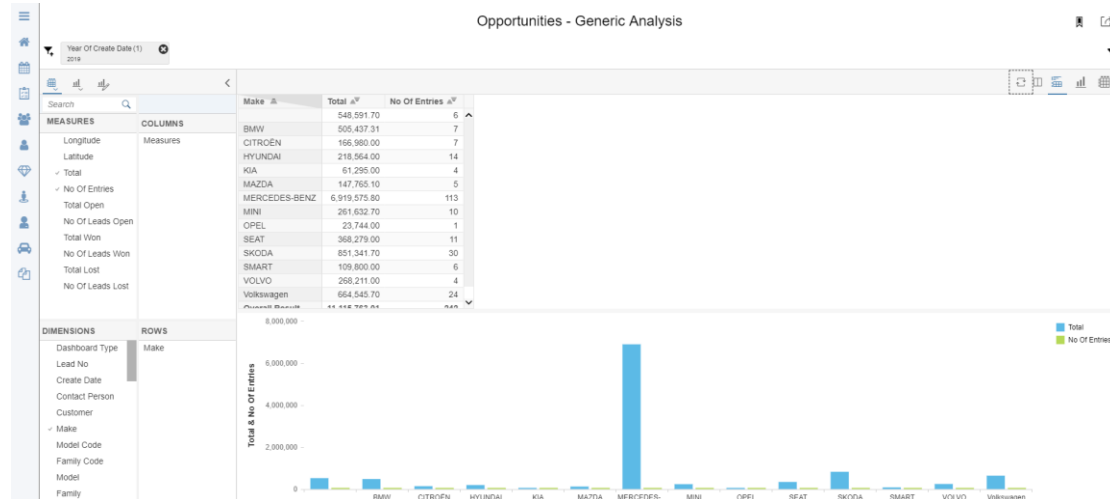 Opportunities - Generic Analysis
Year Of Create Date (1)
2019
Search
MEASURES
COLUMNS
Longitude
Measures
Latitude
Total
No Of Entries
Total Open
No Of Leads Open
Total Won
No Of Leads Won
Total Lost
No Of Leads Lost
DIMENSIONS
ROWS
Dashboard Type
Make
Lead No
Create Date
Contact Person
Customer
Make
Model Code
Family Code
Model
Family
Make Total No Of Entries
548,591.70 6
BMW 505,437.31 7
CITROËN 166,980.00 7
HYUNDAI 218,564.00 14
KIA 61,295.00 4
MAZDA 147,765.10 5
MERCEDES-BENZ 6,919,575.80 113
MINI 261,632.70 10
OPEL 23,744.00 1
SEAT 368,279.00 11
SKODA 851,341.70 30
SMART 109,800.00 6
VOLVO 268,211.00 4
Volkswagen 664,545.70 24
Overall Result 11,115,763.01 242
8,000,000
6,000,000
4,000,000
2,000,000
0
Total & No Of Entries
BMW CITROËN HYUNDAI KIA MAZDA MERCEDES- MINI OPEL SEAT SKODA SMART VOLVO Volkswagen
Total
No Of Entries